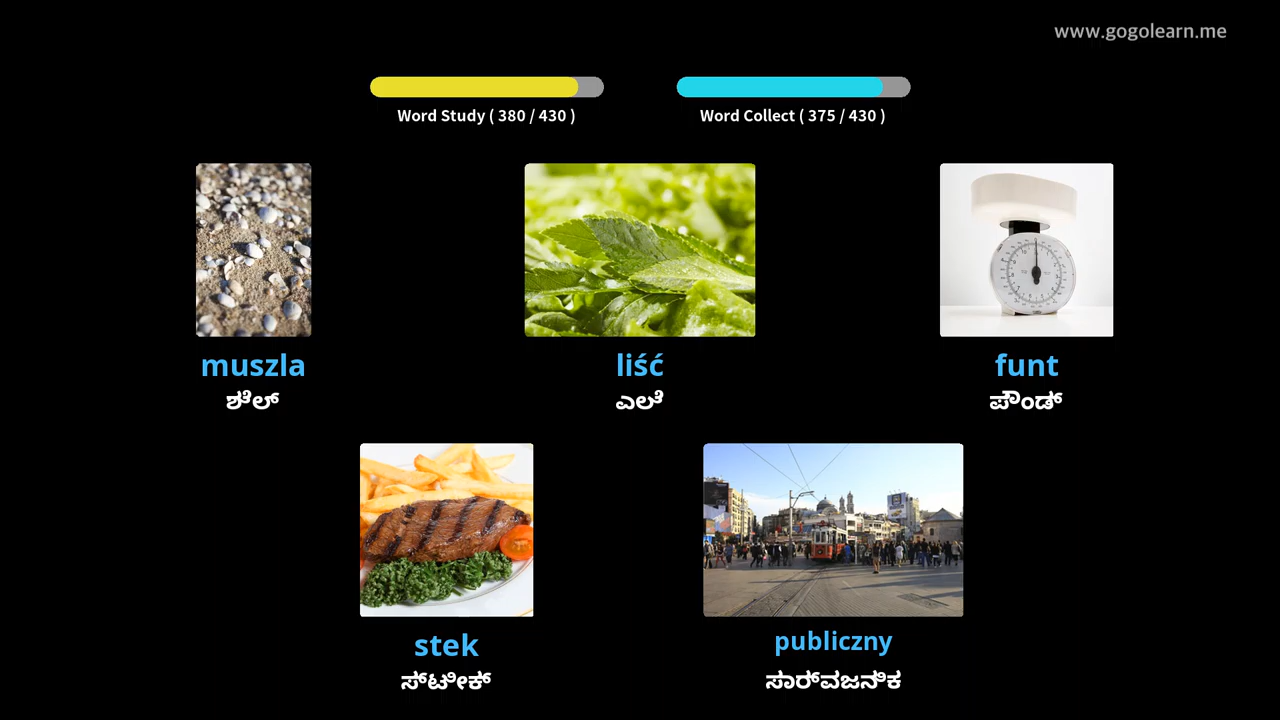 www.gogolearn.me
Word Study ( 380 / 430 )
Word Collect ( 375 / 430 )
muszla
ಶೆಲ್
liść
ಎಲೆ
funt
ಪೌಂಡ್
stek
ಸ್ಟೀಕ್
publiczny
ಸಾರ್ವಜನಿಕ